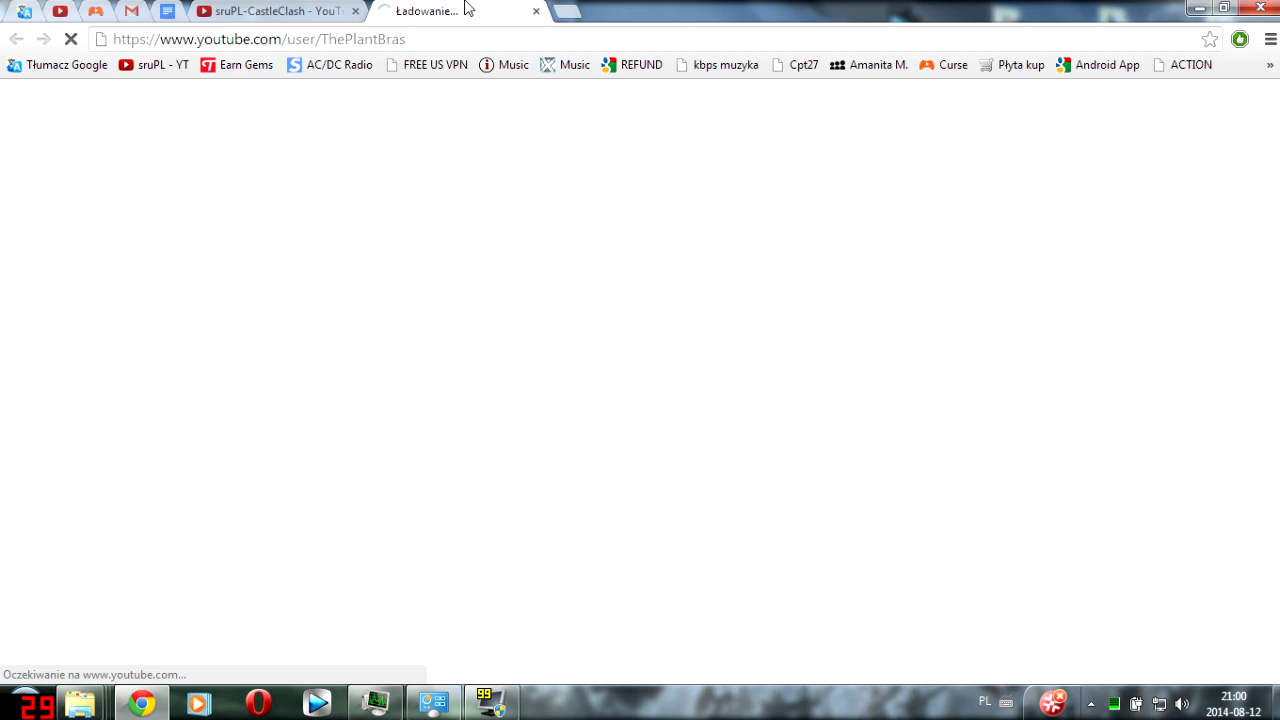 sruPL-CastleClash - YouTu
Ładowanie...
https://www.youtube.com/user/ThePlantBras
Tłumacz Google
sruPL - YT
Earn Gems
AC/DC Radio
FREE US VPN
Music
Music
REFUND
kbps muzyka
Cpt27
Amanita M.
Curse
Płyta kup
Android App
ACTION
»
Oczekiwanie na www.youtube.com...
29
99
PL
21:00
2014-08-12